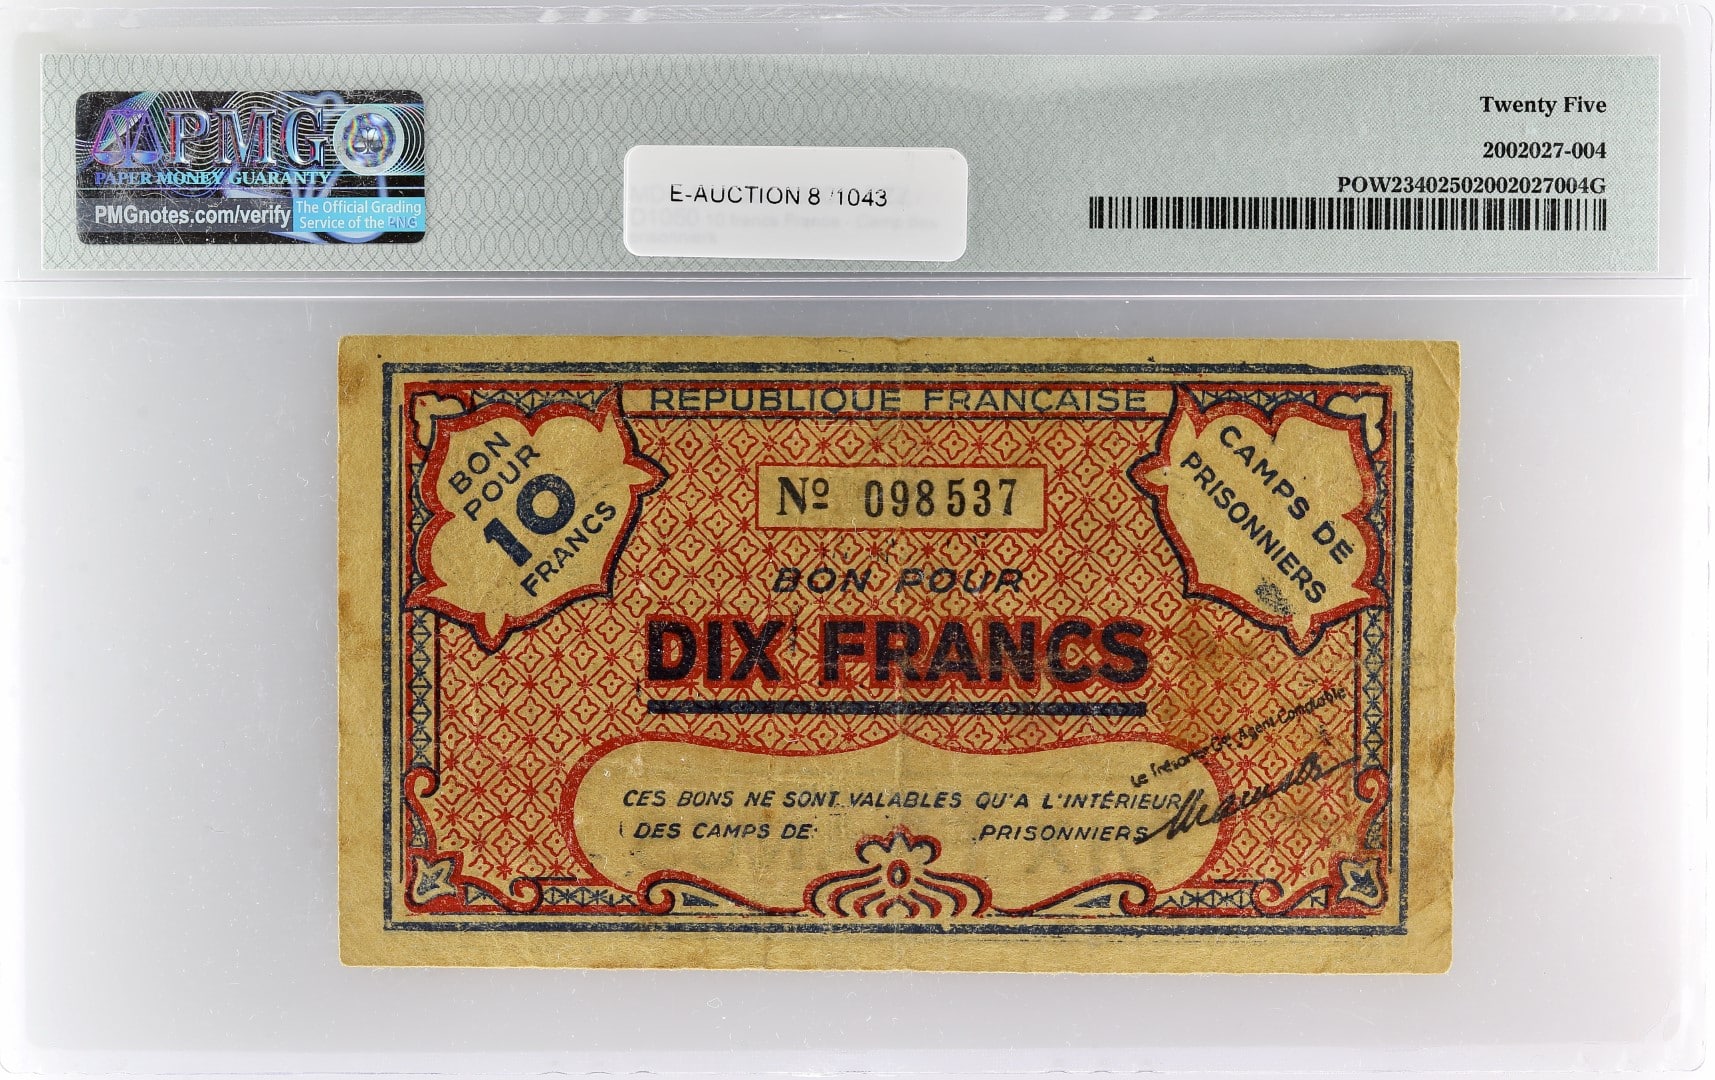 PMG
PAPER MONEY GUARANTY
PMGnotes.com/verify
The Official Grading
Service of the PNG
E-AUCTION 8 /1043
Twenty Five
2002027-004
POW23402502002027004G
REPUBLIQUE FRANÇAISE
BON
POUR
10
FRANCS
Nº 098537
CAMPS DE
PRISONNIERS
BON POUR
DIX FRANCS
Le Trésorier Gal Agent Comptable
CES BONS NE SONT VALABLES QU'A L'INTÉRIEUR
DES CAMPS DE PRISONNIERS